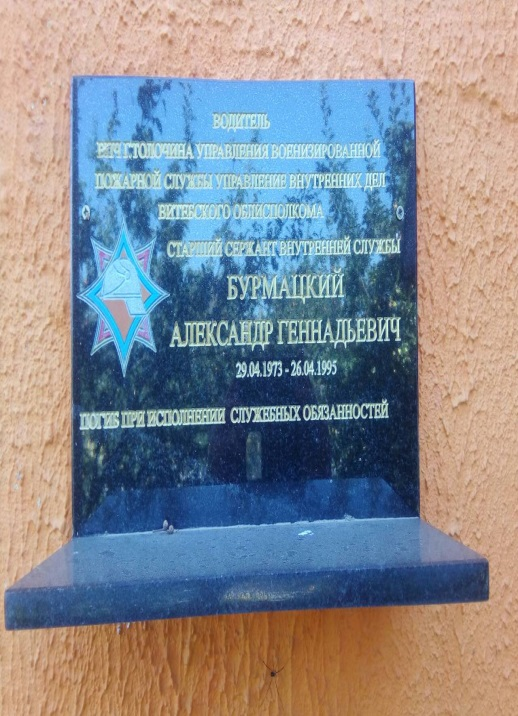 ВОДИТЕЛЬ
ВПЧ Г.ТОЛОЧИНА УПРАВЛЕНИЯ ВОЕНИЗИРОВАННОЙ
ПОЖАРНОЙ СЛУЖБЫ УПРАВЛЕНИЕ ВНУТРЕННИХ ДЕЛ
ВИТЕБСКОГО ОБЛИСПОЛКОМА
СТАРШИЙ СЕРЖАНТ ВНУТРЕННЕЙ СЛУЖБЫ
БУРМАЦКИЙ
АЛЕКСАНДР ГЕННАДЬЕВИЧ
29.04.1973 - 26.04.1995
ПОГИБ ПРИ ИСПОЛНЕНИИ СЛУЖЕБНЫХ ОБЯЗАННОСТЕЙ